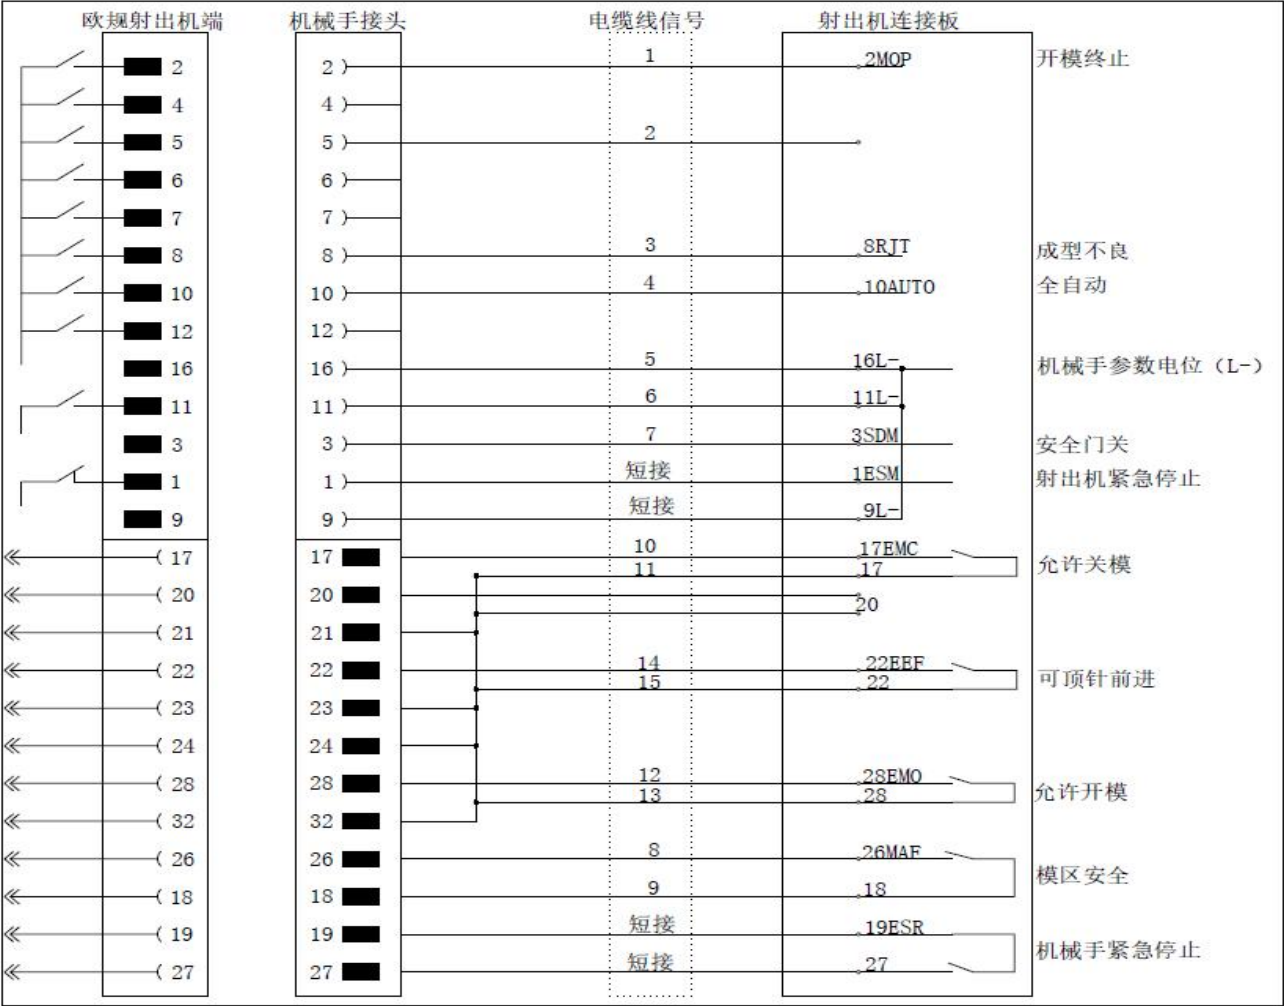 欧规射出机端 机械手接头 电缆线信号 射出机连接板
2 2 1 2MOP 开模终止
4 4
5 5 2
6 6
7 7
8 8 3 8RJT 成型不良
10 10 4 10AUTO 全自动
12 12
16 16 5 16L- 机械手参数电位（L-）
11 11 6 11L-
3 3 7 3SDM 安全门关
1 1 短接 1ESM 射出机紧急停止
9 9 短接 9L-
17 17 10 17EMC 允许关模
11 17
20 20 20
21 21
22 22 14 22EEF 可顶针前进
15 22
23 23
24 24
28 28 12 28EMO 允许开模
13 28
32 32
26 26 8 26MAF 模区安全
18 18 9 18
19 19 短接 19ESR 机械手紧急停止
27 27 短接 27